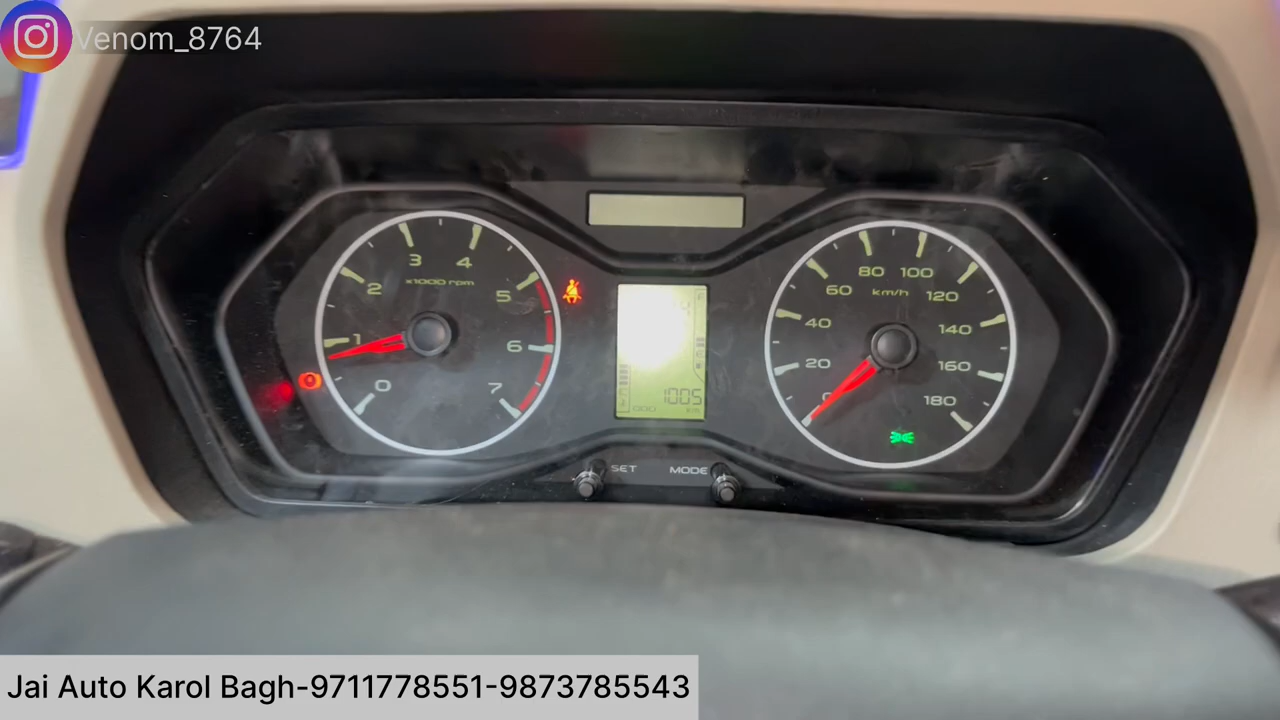 Venom_8764
3 4
x1000 rpm
2 5
1 6
0 7
80 100
60 km/h 120
40 140
20 160
180
1005
km
SET MODE
Jai Auto Karol Bagh-9711778551-9873785543